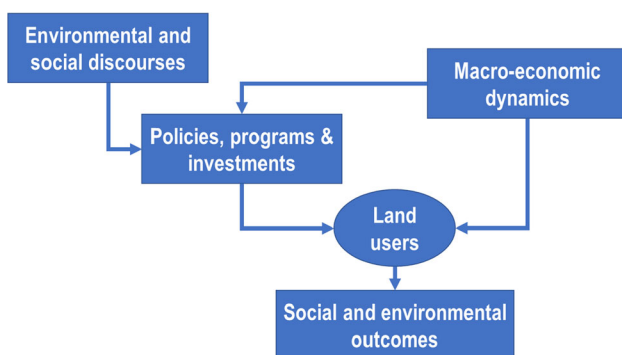 Environmental and
social discourses
Macro-economic
dynamics
Policies, programs &
investments
Land
users
Social and environmental
outcomes